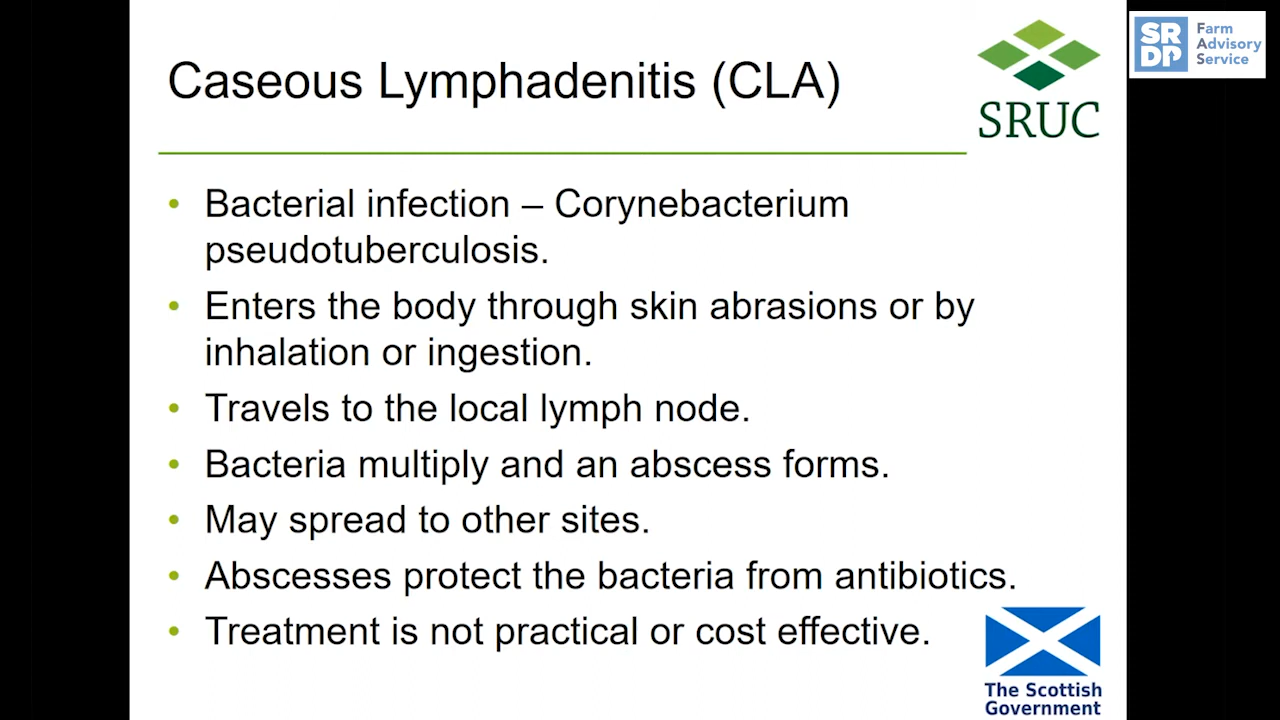 Caseous Lymphadenitis (CLA)
SRUC
SR
DP
Farm
Advisory
Service
• Bacterial infection – Corynebacterium
pseudotuberculosis.
• Enters the body through skin abrasions or by
inhalation or ingestion.
• Travels to the local lymph node.
• Bacteria multiply and an abscess forms.
• May spread to other sites.
• Abscesses protect the bacteria from antibiotics.
• Treatment is not practical or cost effective.
The Scottish
Government